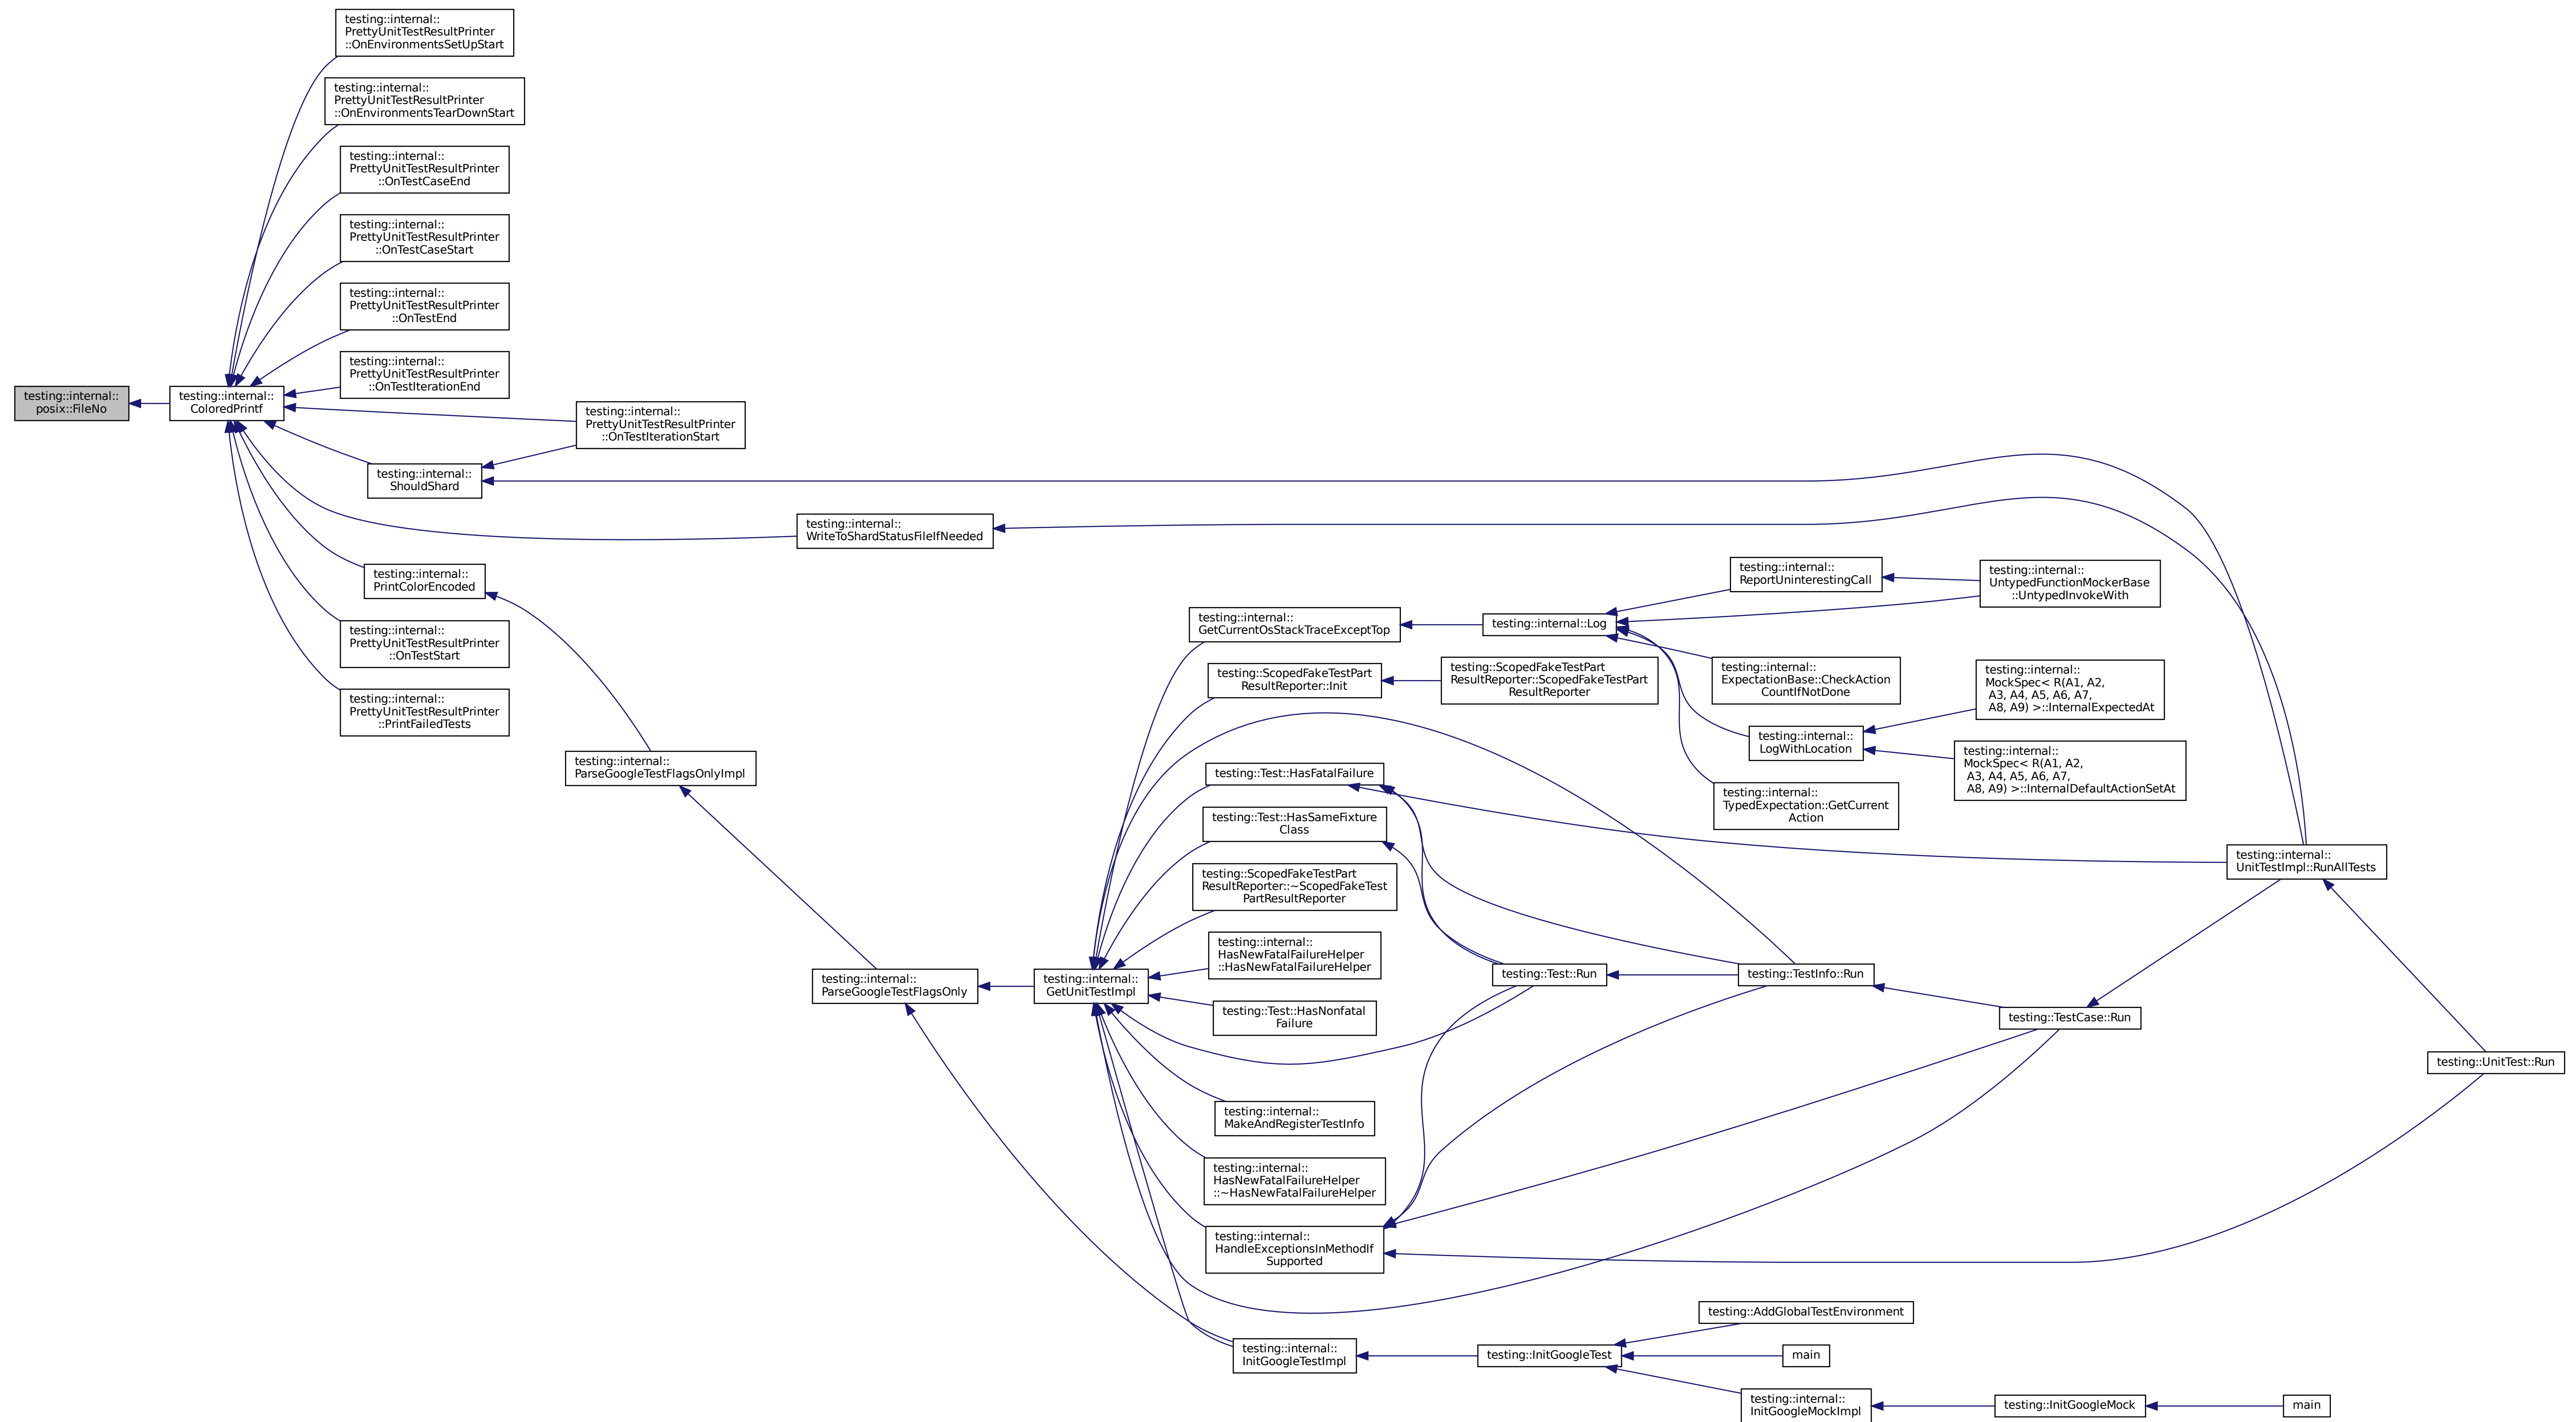 testing::internal::
PrettyUnitTestResultPrinter
::OnEnvironmentsSetUpStart
testing::internal::
PrettyUnitTestResultPrinter
::OnEnvironmentsTearDownStart
testing::internal::
PrettyUnitTestResultPrinter
::OnTestCaseEnd
testing::internal::
PrettyUnitTestResultPrinter
::OnTestCaseStart
testing::internal::
PrettyUnitTestResultPrinter
::OnTestEnd
testing::internal::
PrettyUnitTestResultPrinter
::OnTestIterationEnd
testing::internal::
posix::FileNo
testing::internal::
ColoredPrintf
testing::internal::
PrettyUnitTestResultPrinter
::OnTestIterationStart
testing::internal::
ShouldShard
testing::internal::
WriteToShardStatusFileIfNeeded
testing::internal::
PrintColorEncoded
testing::internal::
PrettyUnitTestResultPrinter
::OnTestStart
testing::internal::
PrettyUnitTestResultPrinter
::PrintFailedTests
testing::internal::
ParseGoogleTestFlagsOnlyImpl
testing::internal::
ParseGoogleTestFlagsOnly
testing::internal::
GetUnitTestImpl
testing::internal::
GetCurrentOsStackTraceExceptTop
testing::internal::Log
testing::internal::
ReportUninterestingCall
testing::internal::
UntypedFunctionMockerBase
::UntypedInvokeWith
testing::ScopedFakeTestPart
ResultReporter::Init
testing::ScopedFakeTestPart
ResultReporter::ScopedFakeTestPart
ResultReporter
testing::internal::
ExpectationBase::CheckAction
CountIfNotDone
testing::internal::
MockSpec< R(A1, A2,
A3, A4, A5, A6, A7,
A8, A9) >::InternalExpectedAt
testing::internal::
LogWithLocation
testing::internal::
MockSpec< R(A1, A2,
A3, A4, A5, A6, A7,
A8, A9) >::InternalDefaultActionSetAt
testing::internal::
TypedExpectation::GetCurrent
Action
testing::Test::HasFatalFailure
testing::Test::HasSameFixture
Class
testing::ScopedFakeTestPart
ResultReporter::~ScopedFakeTest
PartResultReporter
testing::internal::
HasNewFatalFailureHelper
::HasNewFatalFailureHelper
testing::Test::HasNonfatal
Failure
testing::Test::Run
testing::TestInfo::Run
testing::TestCase::Run
testing::internal::
UnitTestImpl::RunAllTests
testing::UnitTest::Run
testing::internal::
MakeAndRegisterTestInfo
testing::internal::
HasNewFatalFailureHelper
::~HasNewFatalFailureHelper
testing::internal::
HandleExceptionsInMethodIf
Supported
testing::internal::
InitGoogleTestImpl
testing::InitGoogleTest
testing::AddGlobalTestEnvironment
main
testing::internal::
InitGoogleMockImpl
testing::InitGoogleMock
main